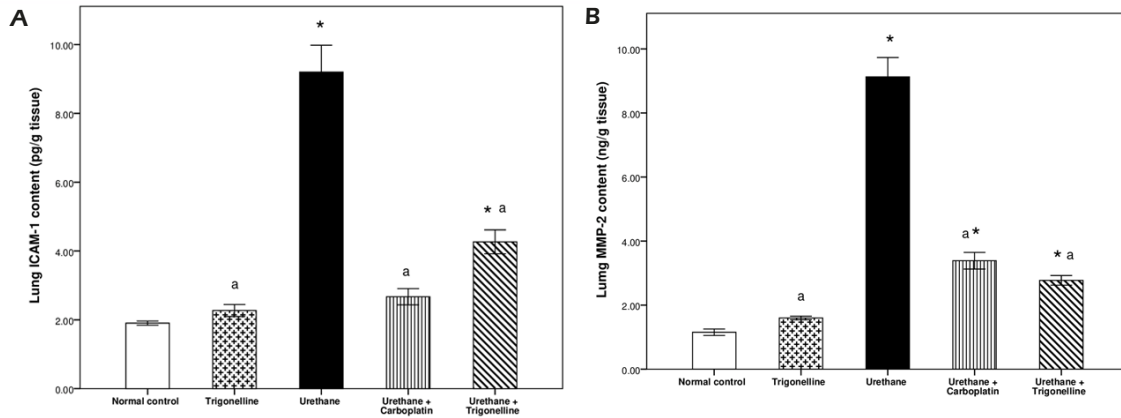 A
Lung ICAM-1 content (pg/g tissue)
10.00
8.00
6.00
4.00
2.00
0.00
*
a
a
* a
Normal control
Trigonelline
Urethane
Urethane +
Carboplatin
Urethane +
Trigonelline
B
Lumg MMP-2 content (ng/g tissue)
10.00
8.00
6.00
4.00
2.00
0.00
*
a
a *
* a
Normal control
Trigonelline
Urethane
Urethane +
Carboplatin
Urethane +
Trigonelline